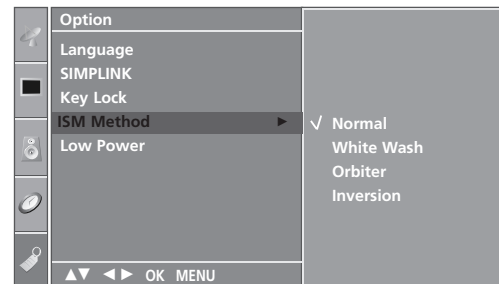 Option
Language
SIMPLINK
Key Lock
ISM Method ►
Low Power
√ Normal
White Wash
Orbiter
Inversion
▲▼ ◄► OK MENU